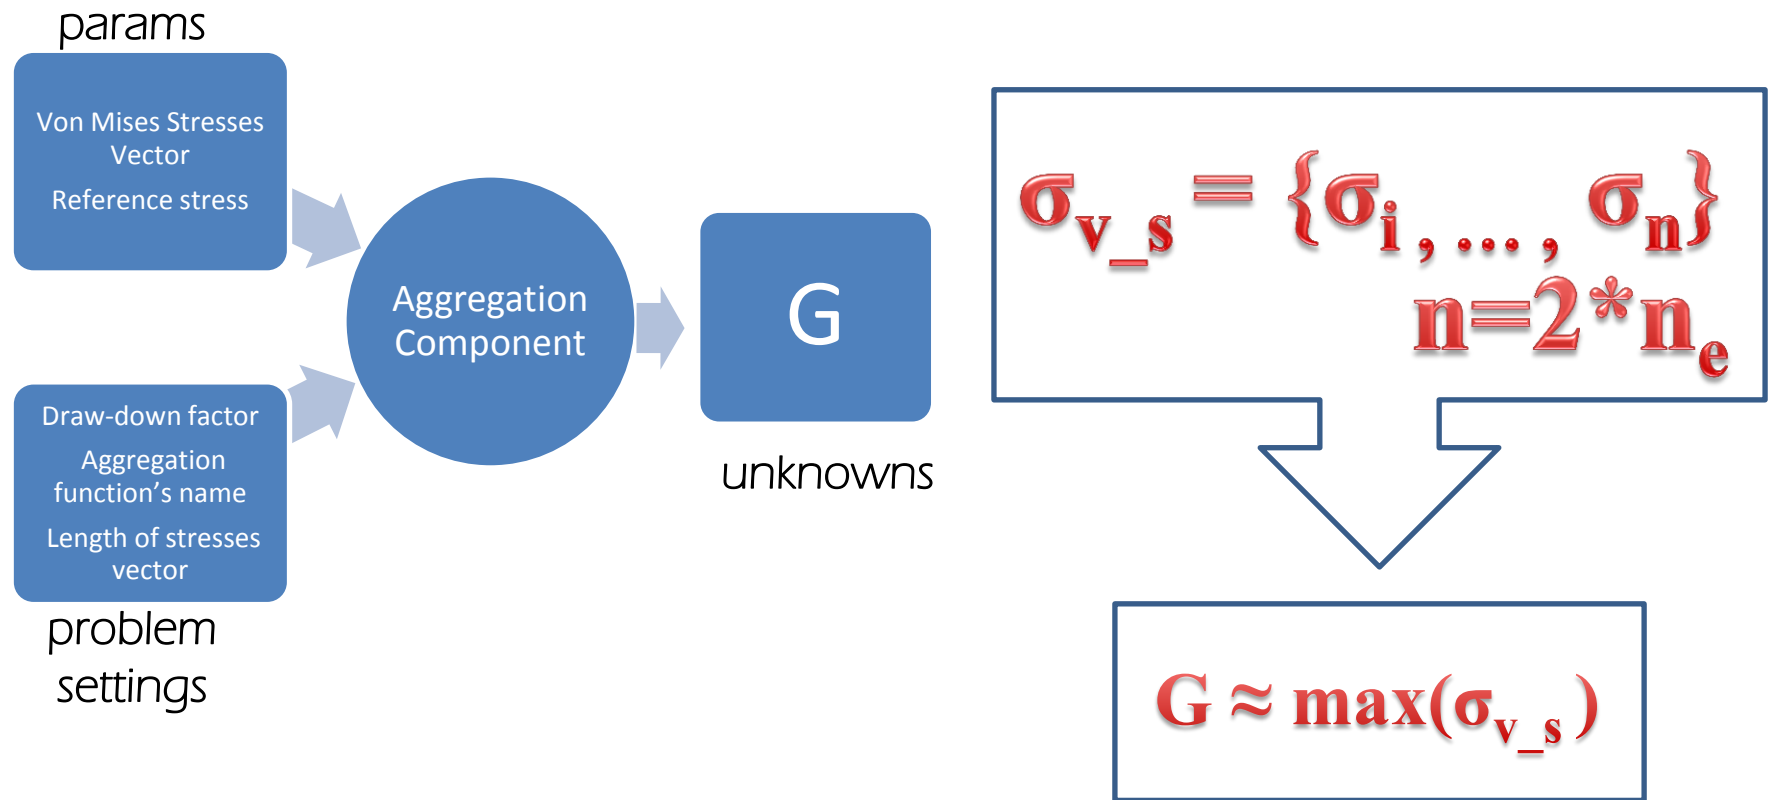 params
Von Mises Stresses
Vector
Reference stress
Draw-down factor
Aggregation
function’s name
Length of stresses
vector
problem
settings
Aggregation
Component
G
unknowns
σv_s = {σi , ... , σn}
n=2*ne
G ≈ max(σv_s )